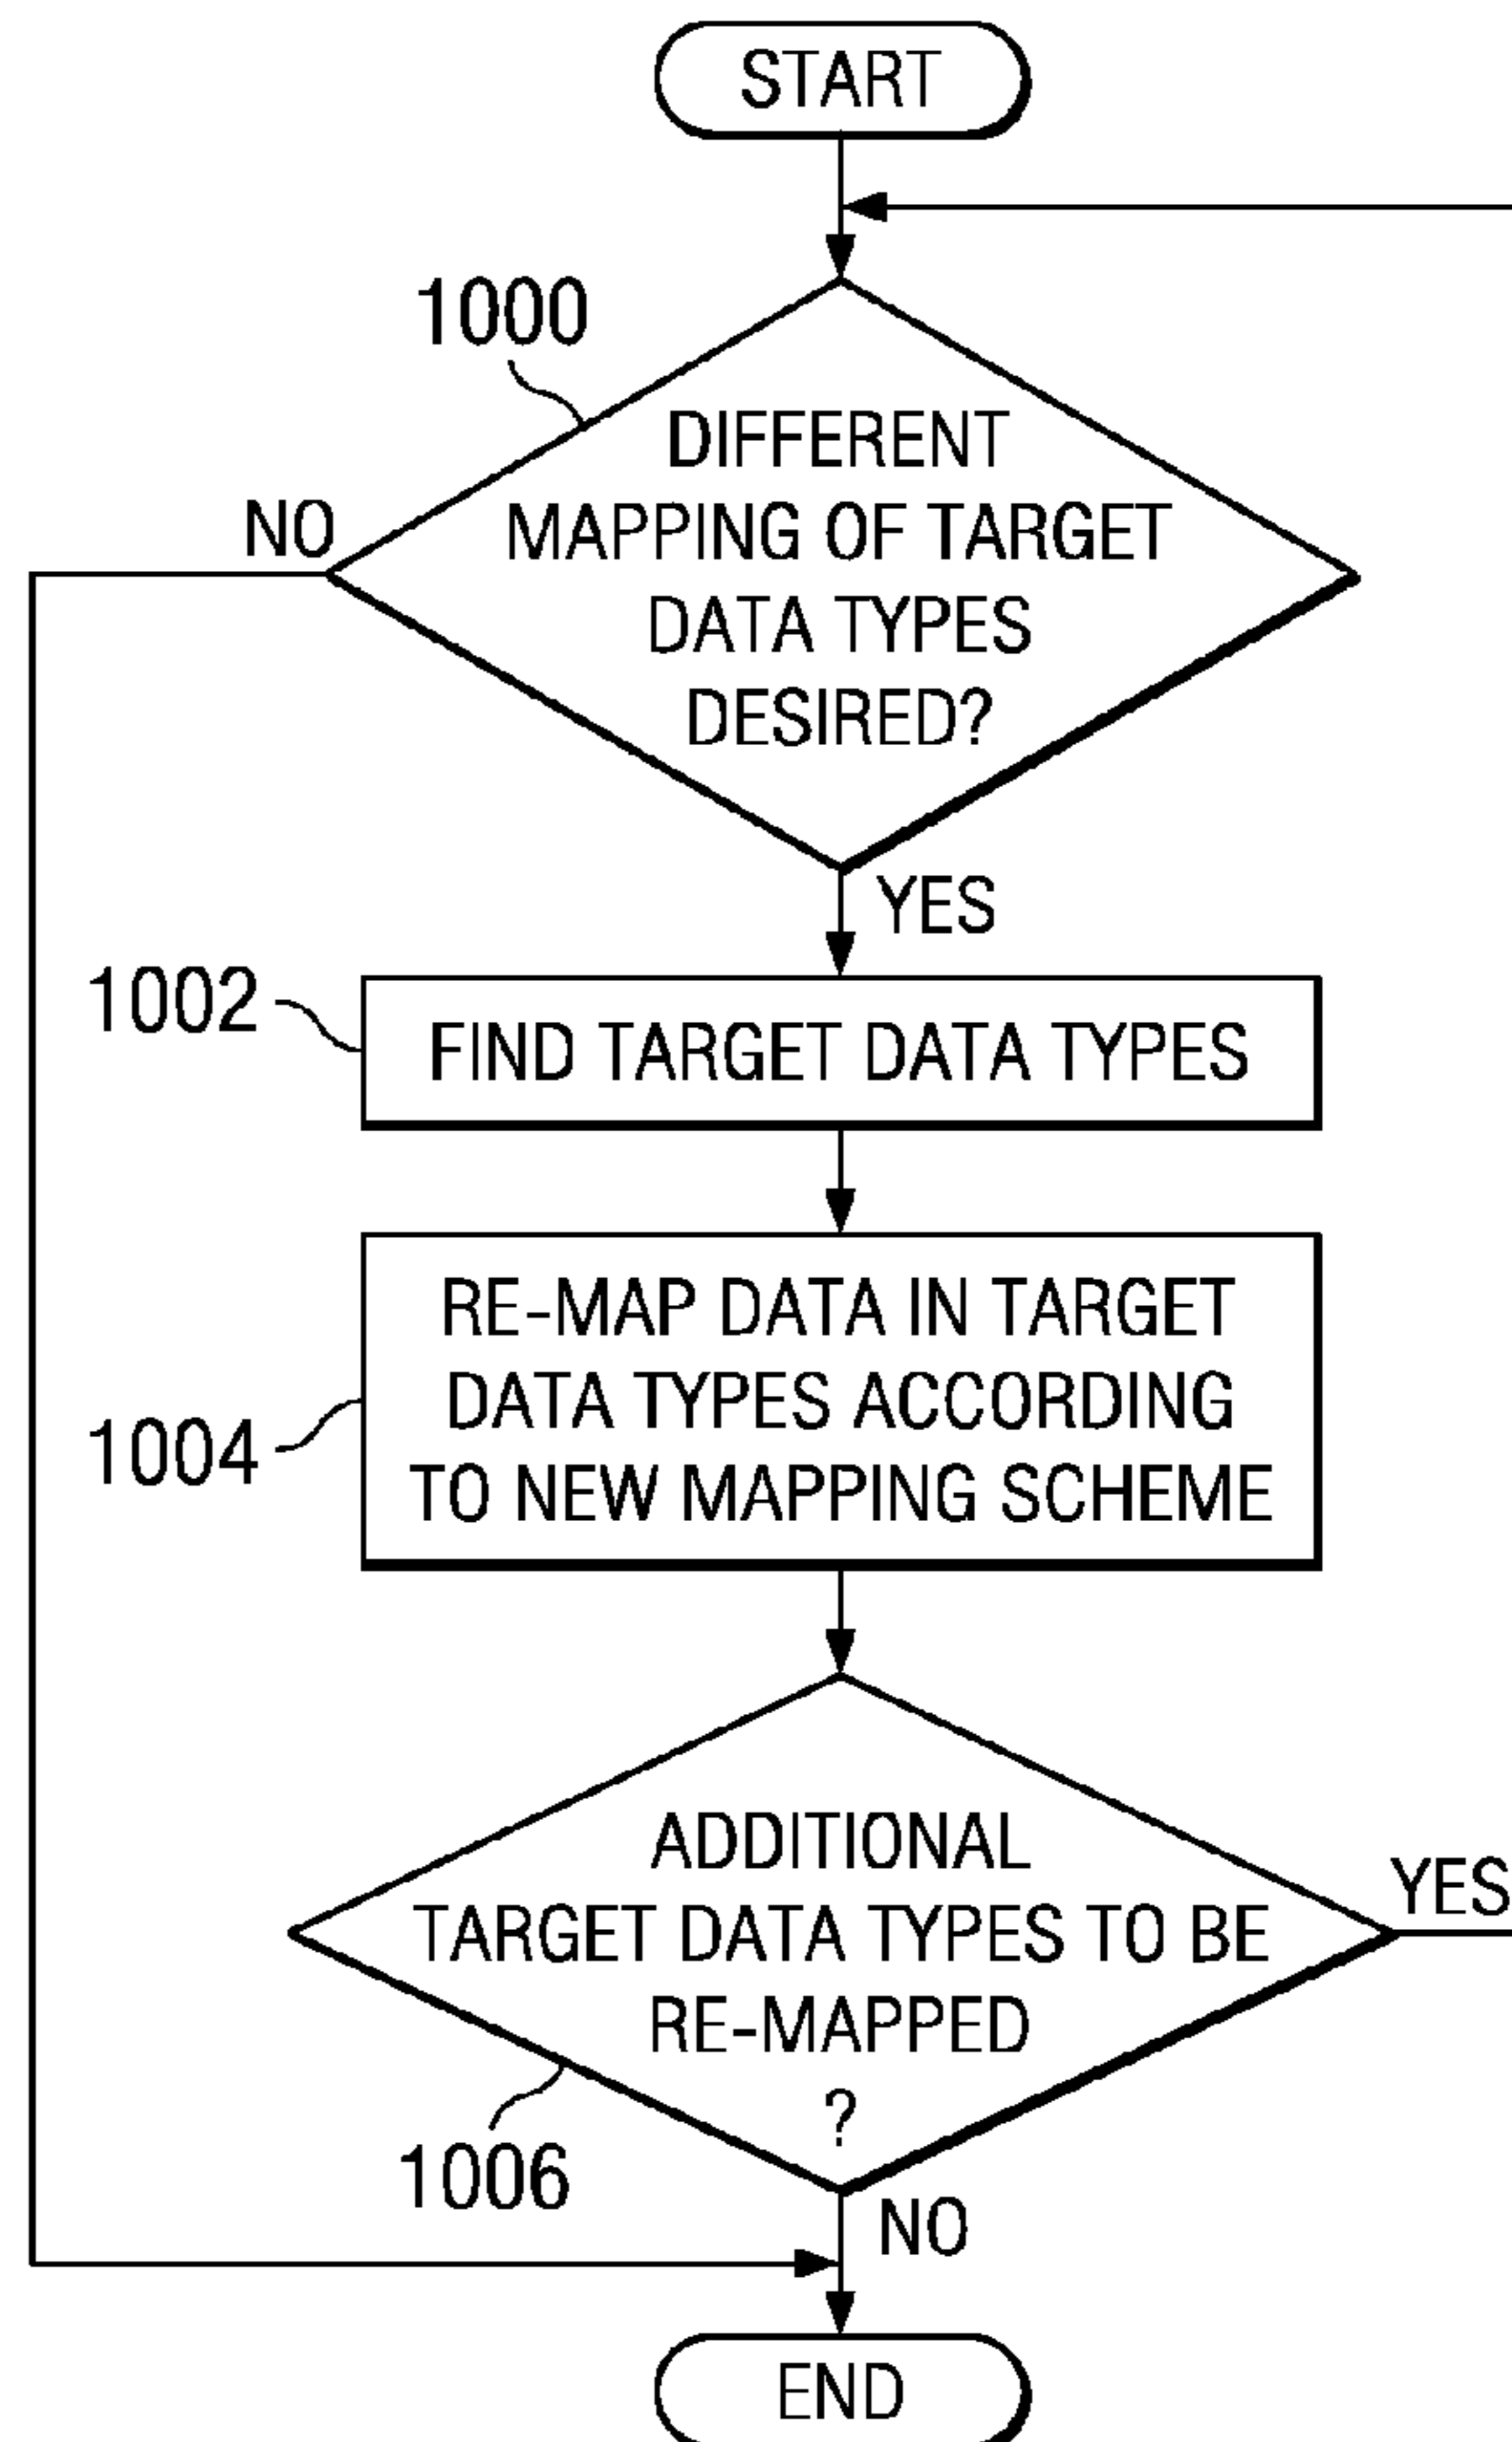 START
1000
DIFFERENT
MAPPING OF TARGET
DATA TYPES
DESIRED?
NO
YES
1002
FIND TARGET DATA TYPES
RE-MAP DATA IN TARGET
DATA TYPES ACCORDING
TO NEW MAPPING SCHEME
1004
ADDITIONAL
TARGET DATA TYPES TO BE
RE-MAPPED
?
YES
1006
NO
END